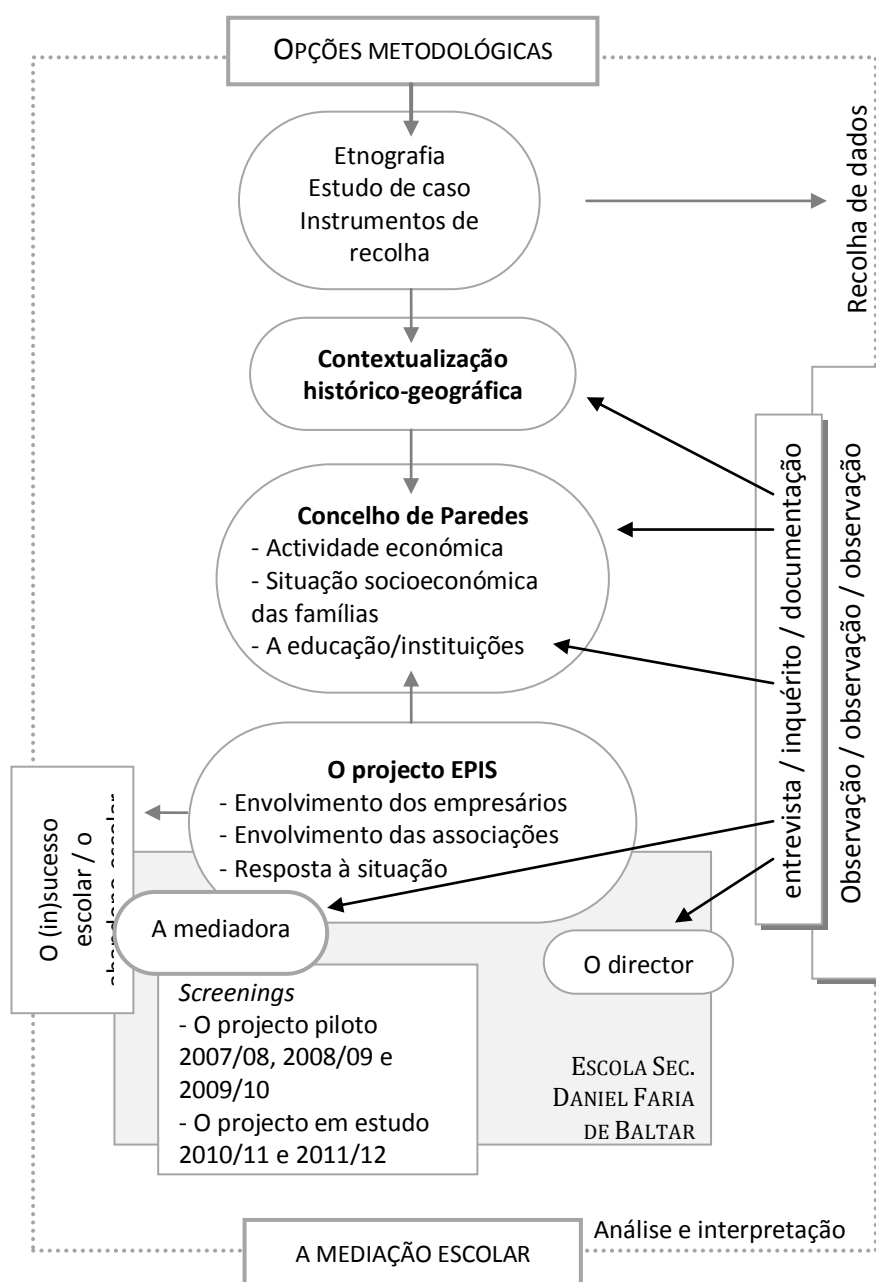 OPÇÕES METODOLÓGICAS
Etnografia
Estudo de caso
Instrumentos de
recolha
Recolha de dados
Contextualização
histórico-geográfica
Concelho de Paredes
- Actividade económica
- Situação socioeconómica
das famílias
- A educação/instituições
entrevista / inquérito / documentação
Observação / observação / observação
O projecto EPIS
- Envolvimento dos empresários
- Envolvimento das associações
- Resposta à situação
O (in)sucesso
escolar / o
abandono escolar
A mediadora
O director
Screenings
- O projecto piloto
2007/08, 2008/09 e
2009/10
- O projecto em estudo
2010/11 e 2011/12
ESCOLA SEC.
DANIEL FARIA
DE BALTAR
Análise e interpretação
A MEDIAÇÃO ESCOLAR